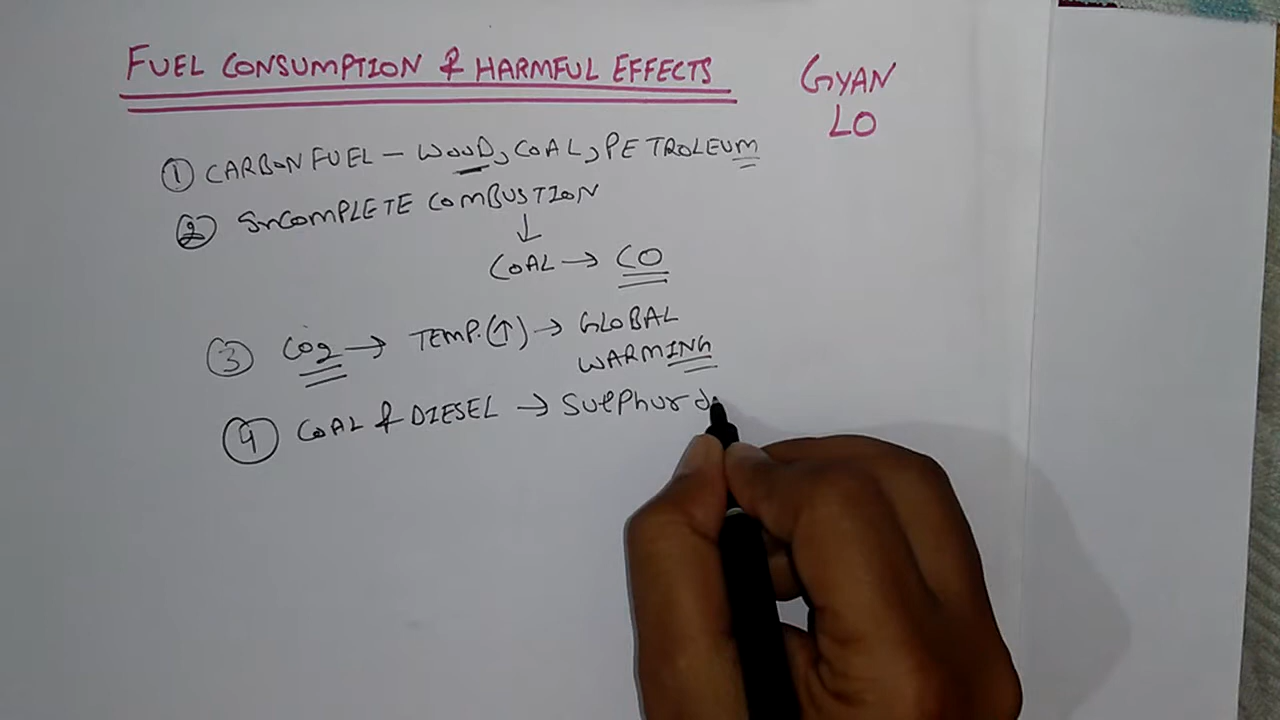 FUEL CONSUMPTION & HARMFUL EFFECTS
GYAN
LO
① CARBON FUEL - WOOD, COAL, PETROLEUM
② INCOMPLETE COMBUSTION
↓
COAL → CO
③ CO2 → TEMP. (↑) → GLOBAL
WARMING
④ COAL & DIESEL → Sulphur d